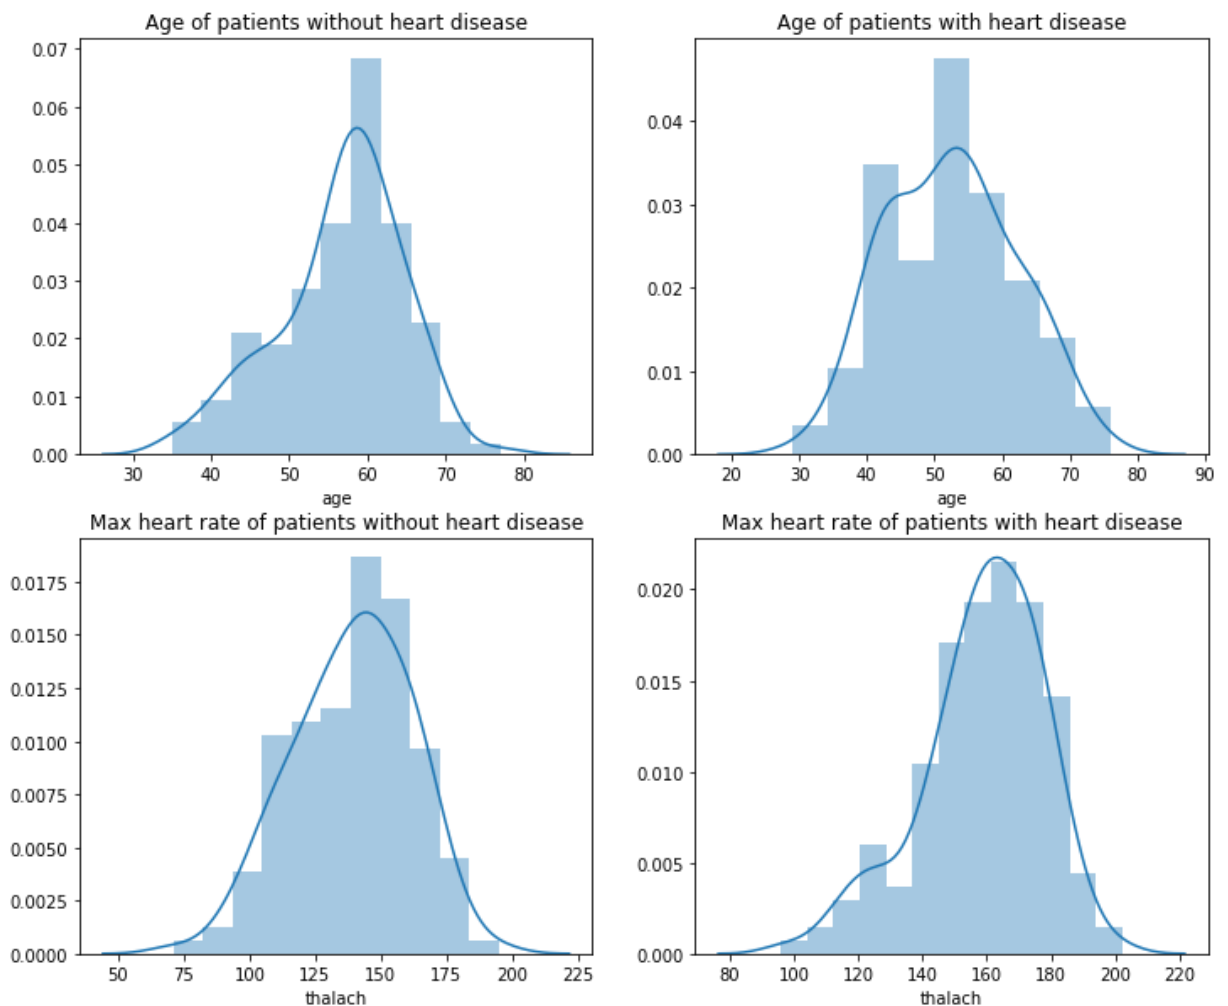 Age of patients without heart disease
0.07
0.06
0.05
0.04
0.03
0.02
0.01
0.00
30 40 50 60 70 80
age
Age of patients with heart disease
0.04
0.03
0.02
0.01
0.00
20 30 40 50 60 70 80 90
age
Max heart rate of patients without heart disease
0.0175
0.0150
0.0125
0.0100
0.0075
0.0050
0.0025
0.0000
50 75 100 125 150 175 200 225
thalach
Max heart rate of patients with heart disease
0.020
0.015
0.010
0.005
0.000
80 100 120 140 160 180 200 220
thalach